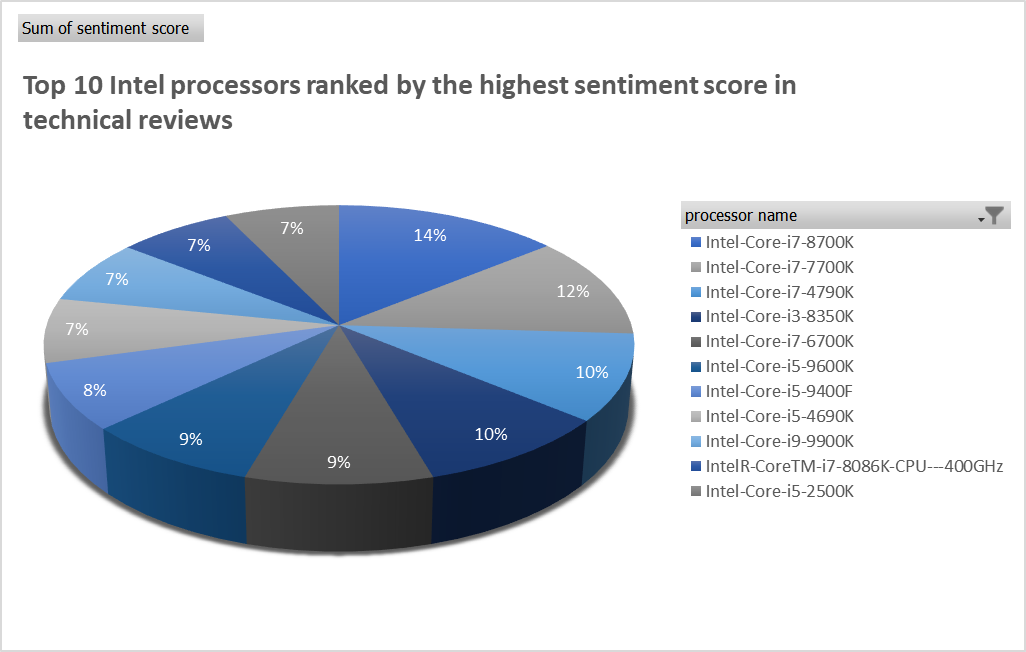 Sum of sentiment score
Top 10 Intel processors ranked by the highest sentiment score in
technical reviews
14%
12%
10%
10%
9%
9%
8%
7%
7%
7%
7%
processor name
Intel-Core-i7-8700K
Intel-Core-i7-7700K
Intel-Core-i7-4790K
Intel-Core-i3-8350K
Intel-Core-i7-6700K
Intel-Core-i5-9600K
Intel-Core-i5-9400F
Intel-Core-i5-4690K
Intel-Core-i9-9900K
IntelR-CoreTM-i7-8086K-CPU---400GHz
Intel-Core-i5-2500K